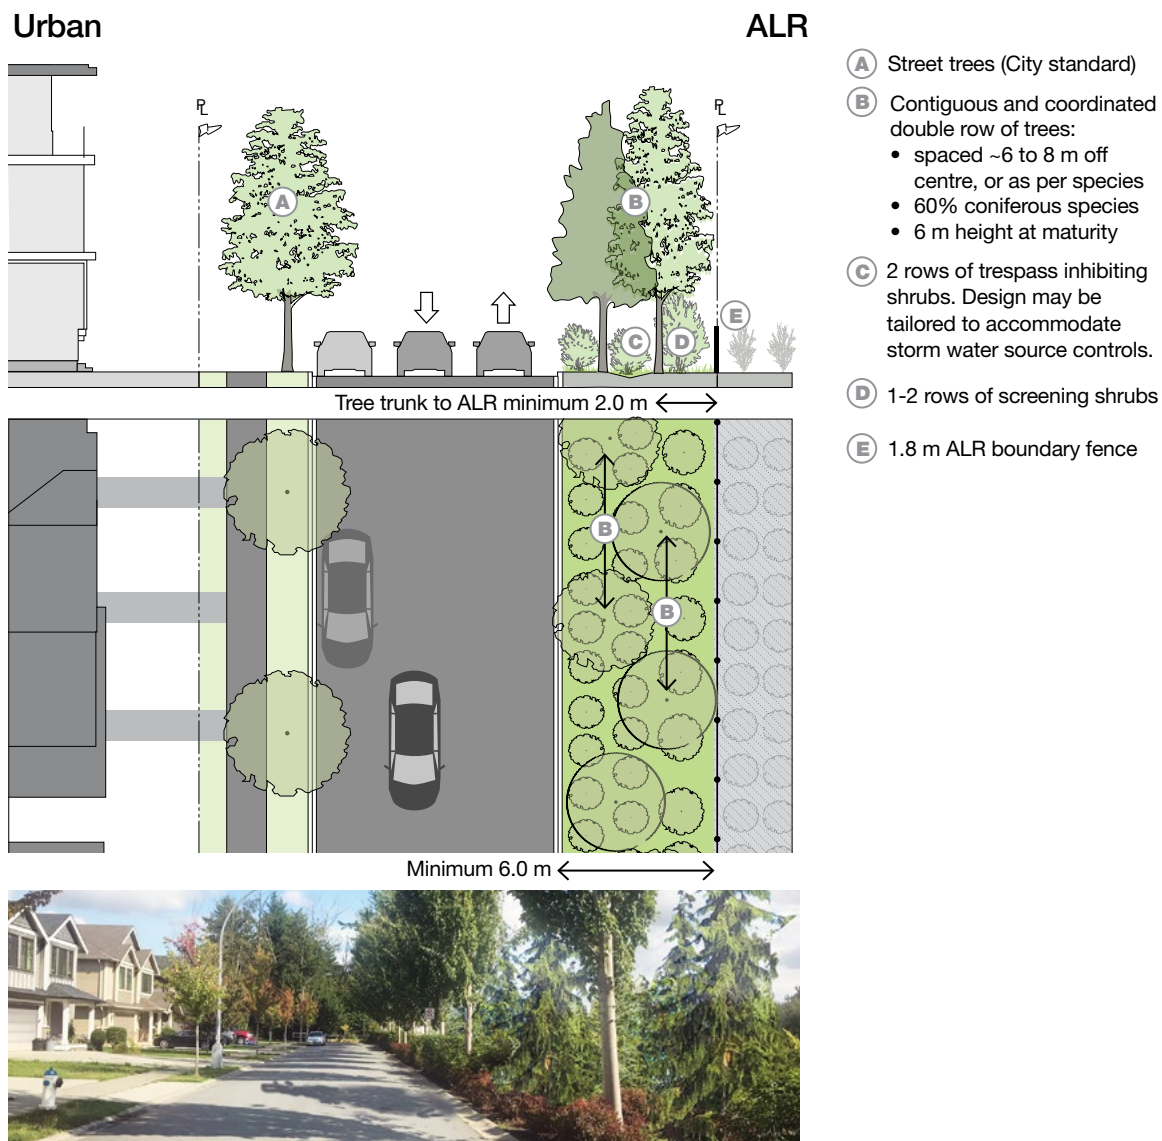 Urban
ALR
PL
PL
A
B
C
D
E
Tree trunk to ALR minimum 2.0 m
B
B
Minimum 6.0 m
A Street trees (City standard)
B Contiguous and coordinated
double row of trees:
• spaced ~6 to 8 m off
centre, or as per species
• 60% coniferous species
• 6 m height at maturity
C 2 rows of trespass inhibiting
shrubs. Design may be
tailored to accommodate
storm water source controls.
D 1-2 rows of screening shrubs
E 1.8 m ALR boundary fence